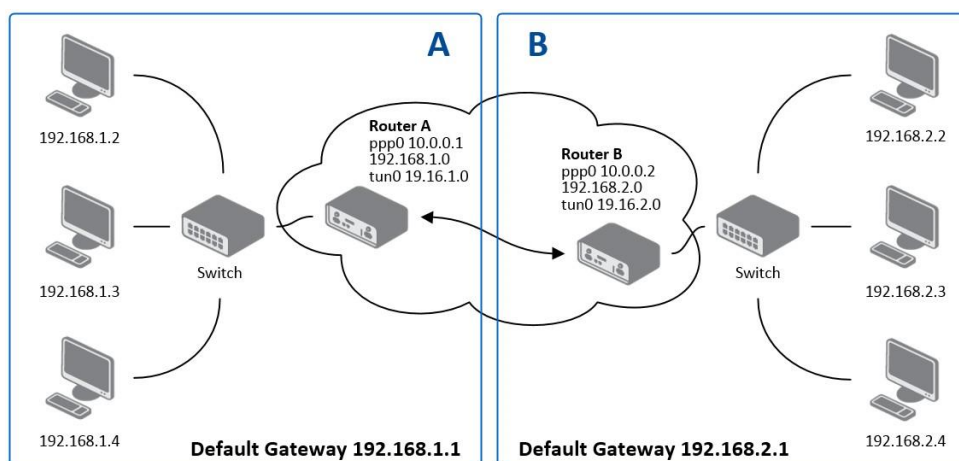 A
B
192.168.1.2
192.168.1.3
192.168.1.4
Switch
Router A
ppp0 10.0.0.1
192.168.1.0
tun0 19.16.1.0
Router B
ppp0 10.0.0.2
192.168.2.0
tun0 19.16.2.0
Switch
192.168.2.2
192.168.2.3
192.168.2.4
Default Gateway 192.168.1.1
Default Gateway 192.168.2.1